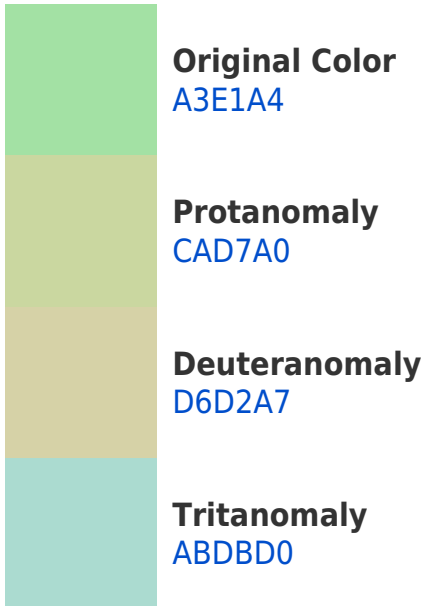 Original Color
A3E1A4
Protanomaly
CAD7A0
Deuteranomaly
D6D2A7
Tritanomaly
ABDBD0